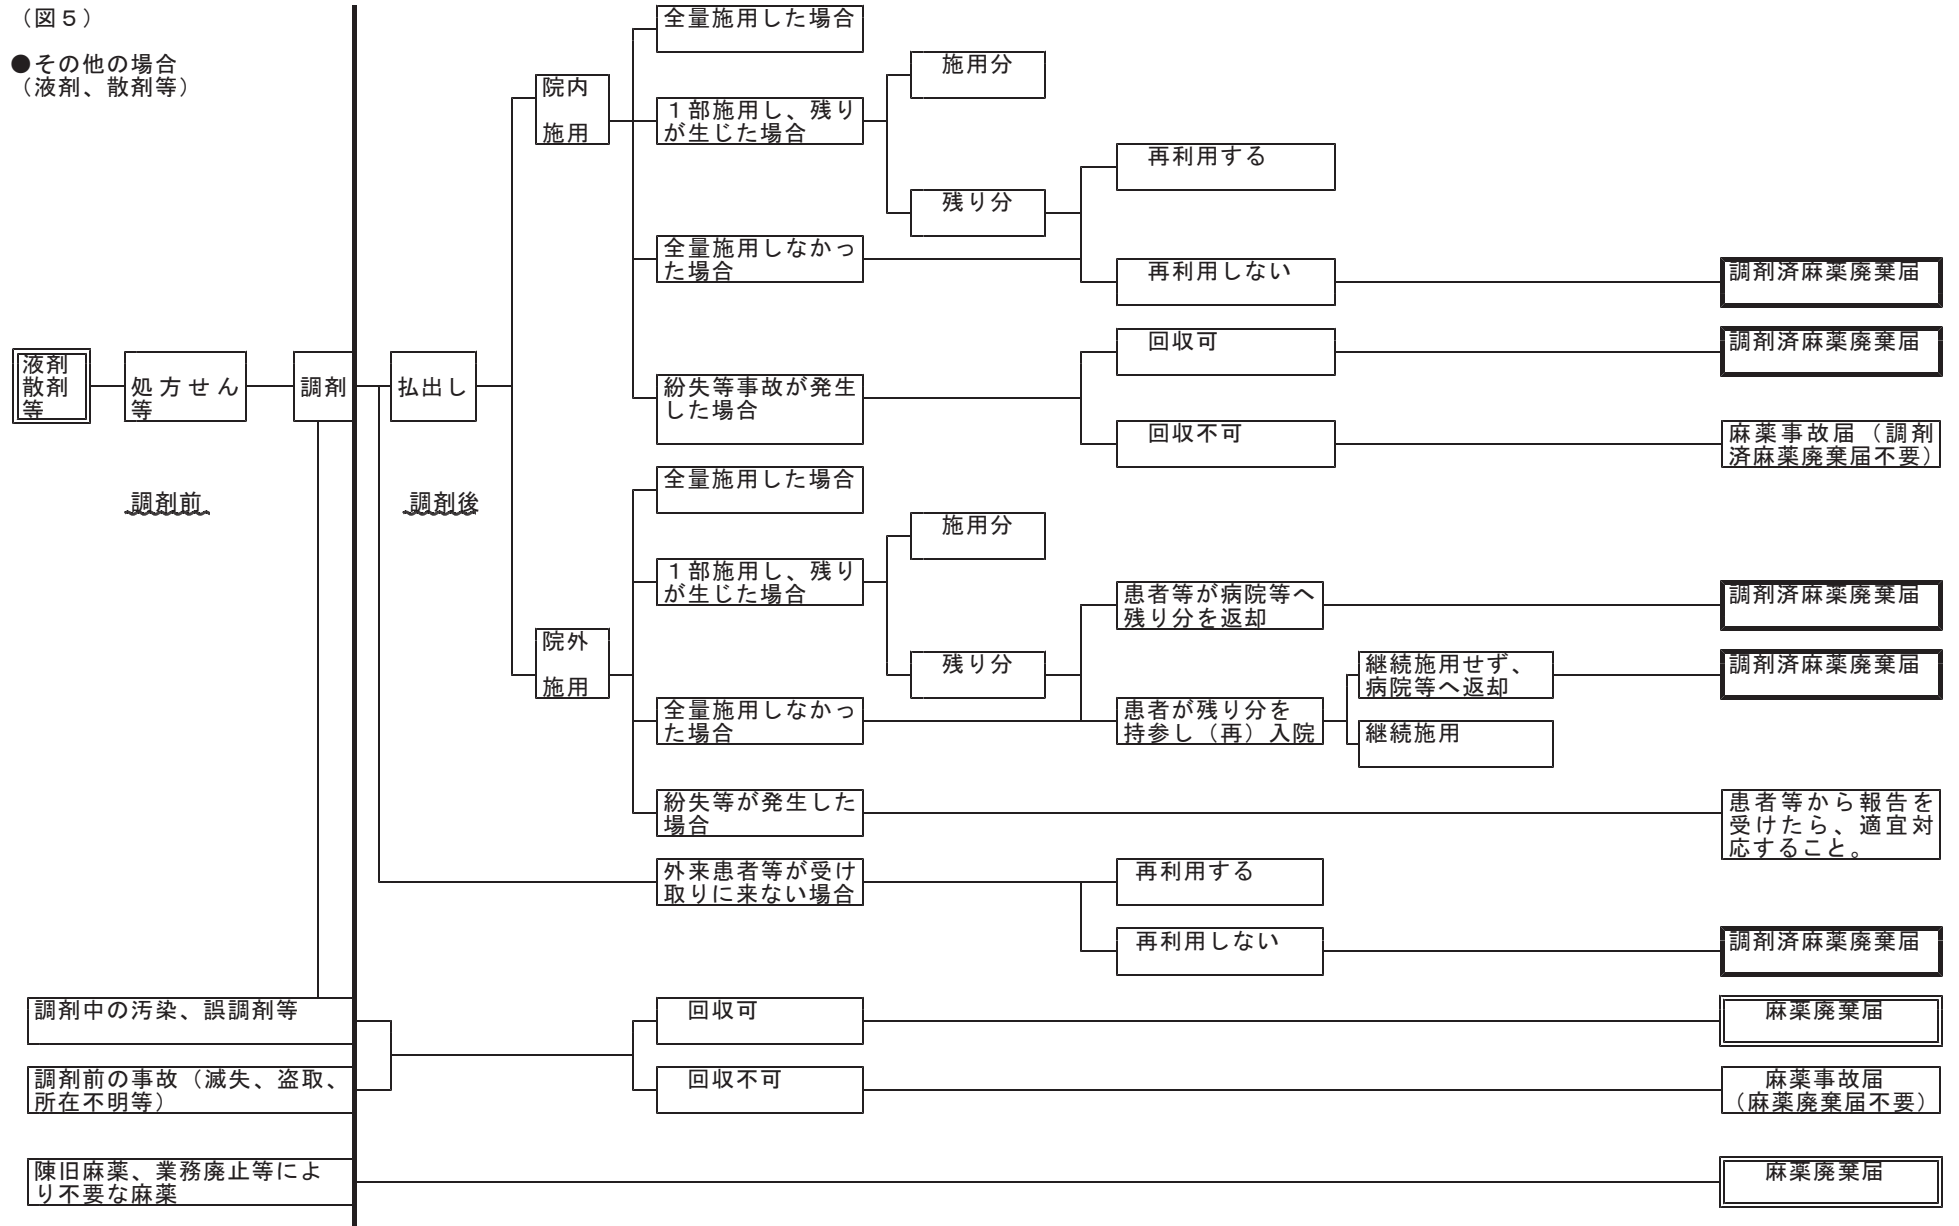 （図５）
●その他の場合
（液剤、散剤等）
全量施用した場合
施用分
院内
施用
１部施用し、残り
が生じた場合
再利用する
残り分
全量施用しなかっ
た場合
再利用しない
調剤済麻薬廃棄届
回収可
調剤済麻薬廃棄届
液剤
散剤
等
処方せん
等
調剤
払出し
紛失等事故が発生
した場合
回収不可
麻薬事故届（調剤
済麻薬廃棄届不要）
全量施用した場合
調剤前
調剤後
施用分
１部施用し、残り
が生じた場合
患者等が病院等へ
残り分を返却
調剤済麻薬廃棄届
院外
施用
残り分
継続施用せず、
病院等へ返却
調剤済麻薬廃棄届
全量施用しなかっ
た場合
患者が残り分を
持参し（再）入院
継続施用
紛失等が発生した
場合
患者等から報告を
受けたら、適宜対
応すること。
外来患者等が受け
取りに来ない場合
再利用する
再利用しない
調剤済麻薬廃棄届
調剤中の汚染、誤調剤等
回収可
麻薬廃棄届
調剤前の事故（滅失、盗取、
所在不明等）
回収不可
麻薬事故届
（麻薬廃棄届不要）
陳旧麻薬、業務廃止等によ
り不要な麻薬
麻薬廃棄届